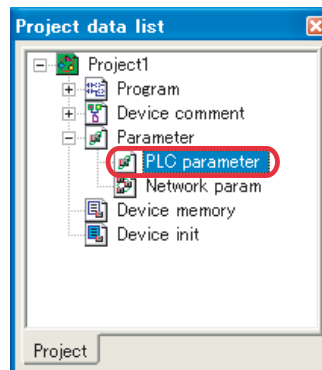 Project data list
Project1
Program
Device comment
Parameter
PLC parameter
Network param
Device memory
Device init
Project